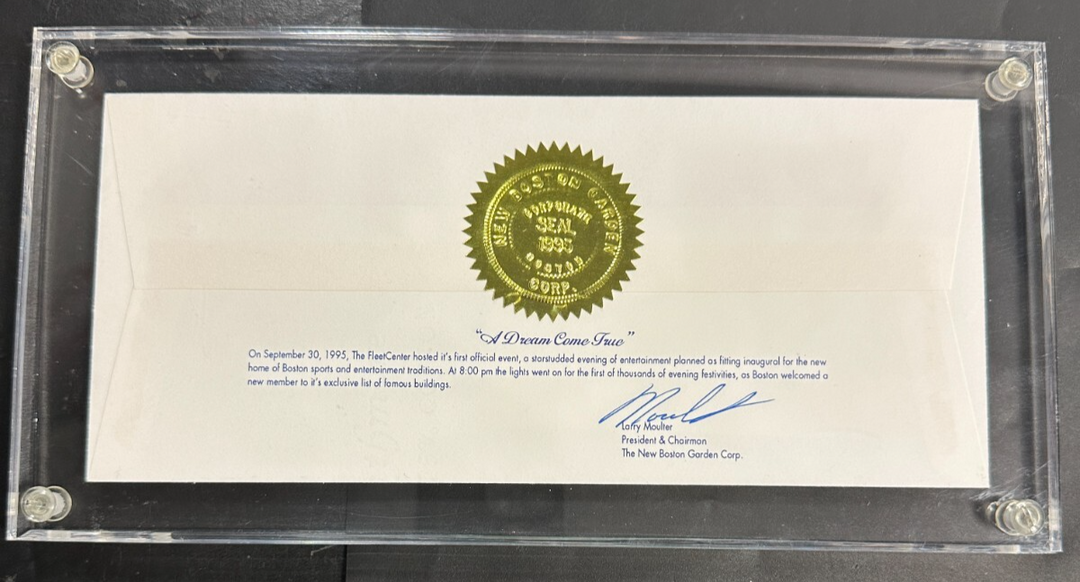 NEW BOSTON GARDEN
CORPORATE
SEAL
1993
BOSTON
CORP.
"A Dream Come True"
On September 30, 1995, The FleetCenter hosted it's first official event, a starstudded evening of entertainment planned as fitting inaugural for the new
home of Boston sports and entertainment traditions. At 8:00 pm the lights went on for the first of thousands of evening festivities, as Boston welcomed a
new member to it's exclusive list of famous buildings.
Moult
Larry Moulter
President & Chairman
The New Boston Garden Corp.